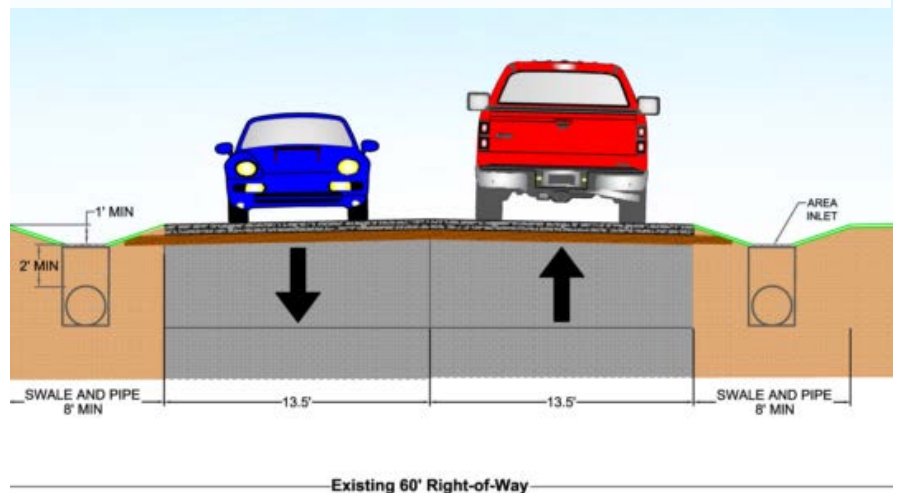 1' MIN
2' MIN
AREA
INLET
SWALE AND PIPE
8' MIN
13.5'
13.5'
SWALE AND PIPE
8' MIN
Existing 60' Right-of-Way